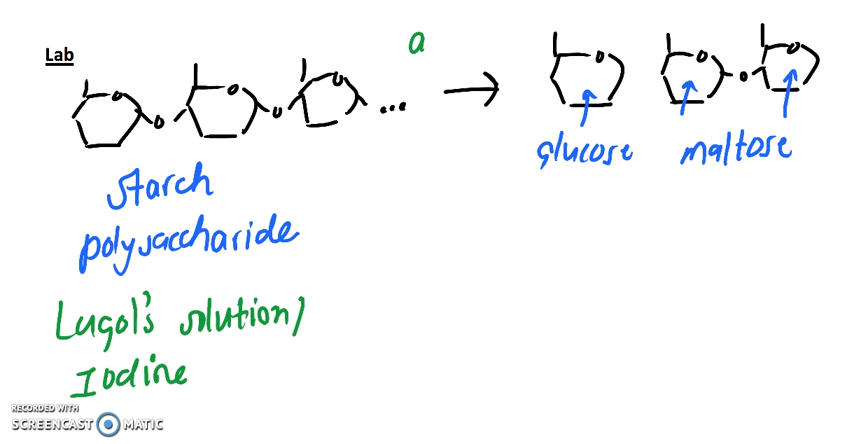 Lab
a
glucose maltose
starch
polysaccharide
Lugol's solution/
Iodine
RECORDED WITH
SCREENCAST MATIC